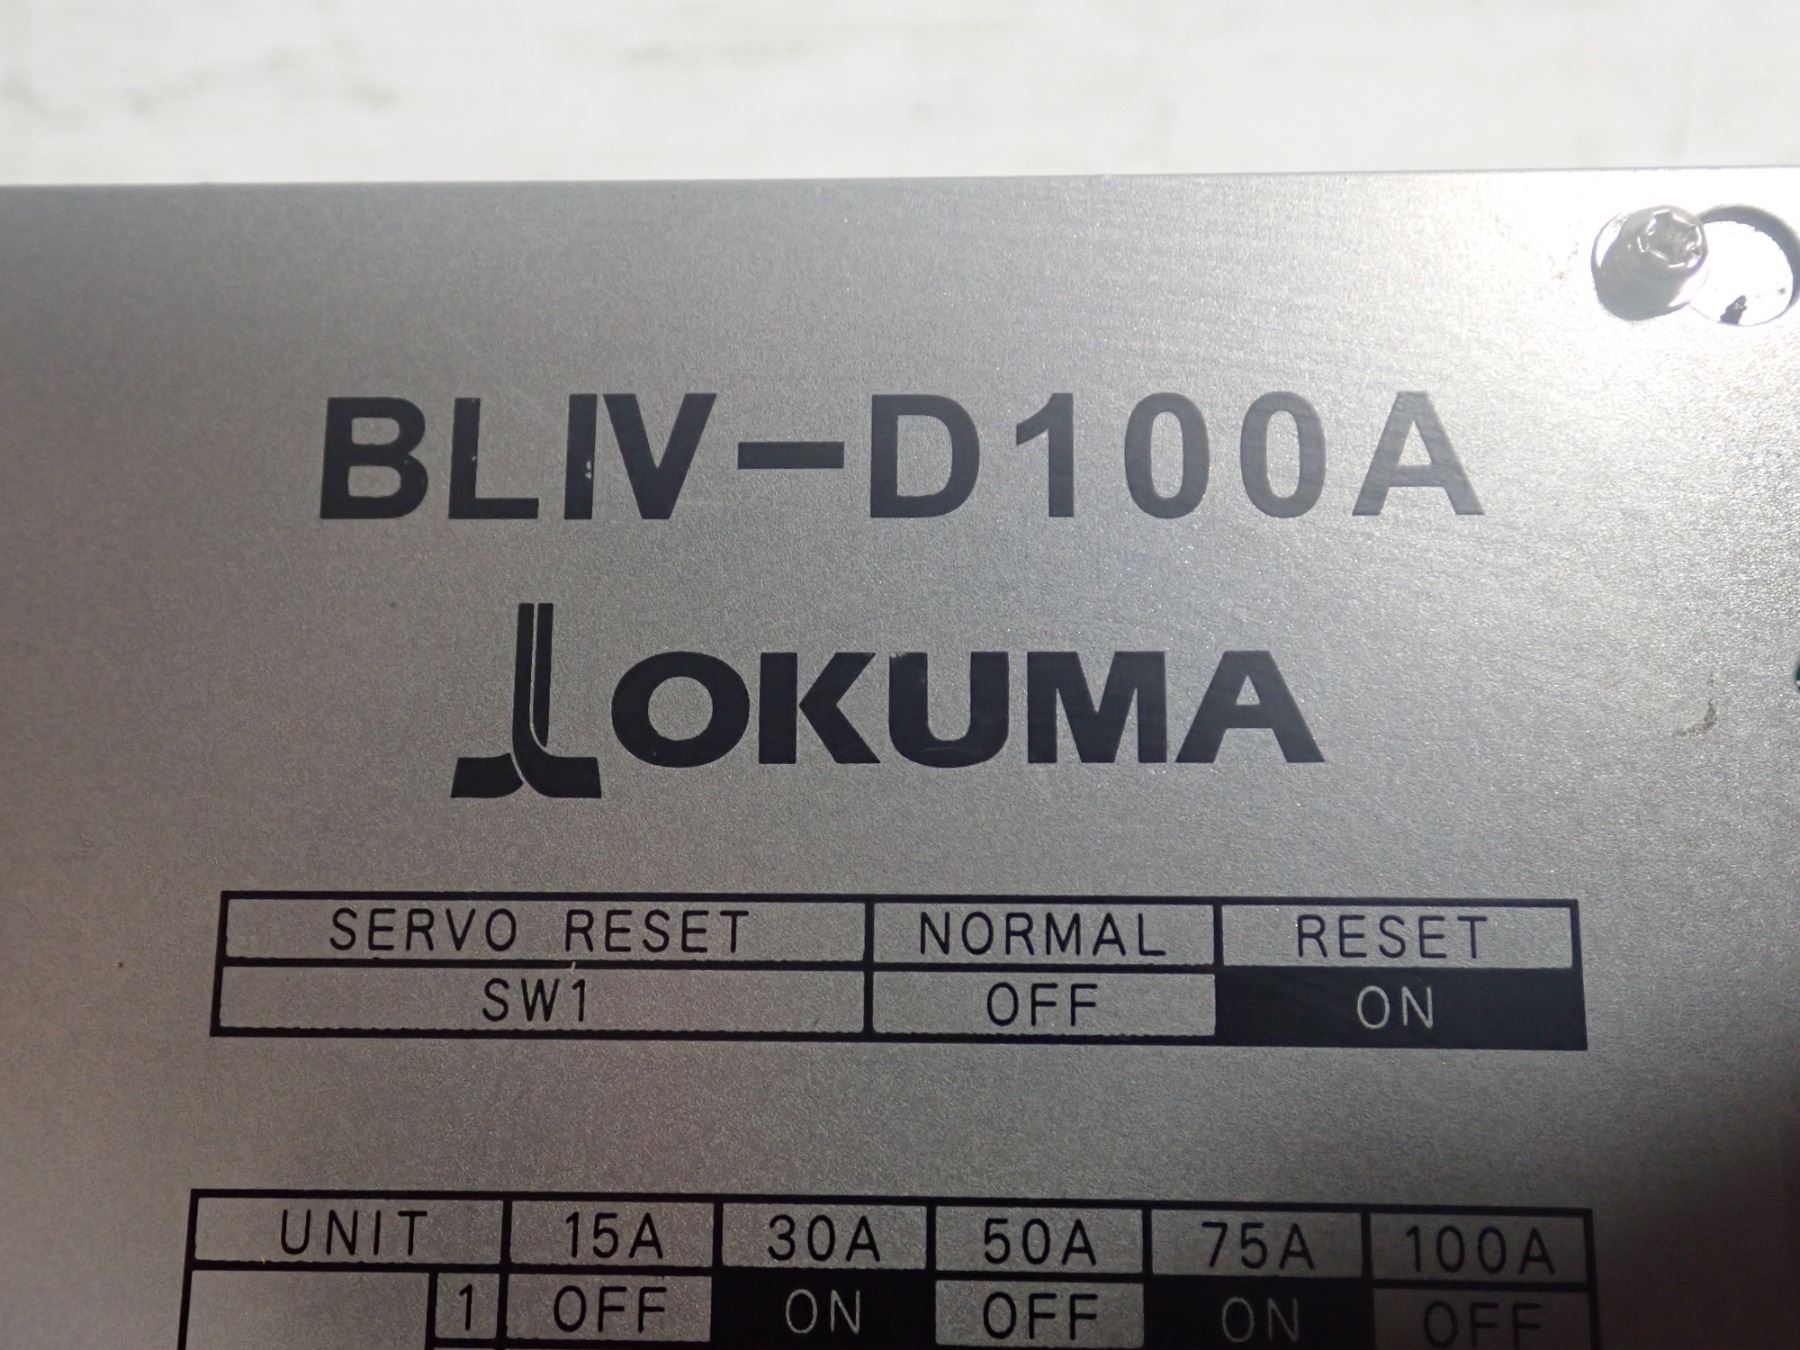 BLIV-D100A
OKUMA
SERVO RESET NORMAL RESET
SW1 OFF ON
UNIT 15A 30A 50A 75A 100A
1 OFF ON OFF ON OFF